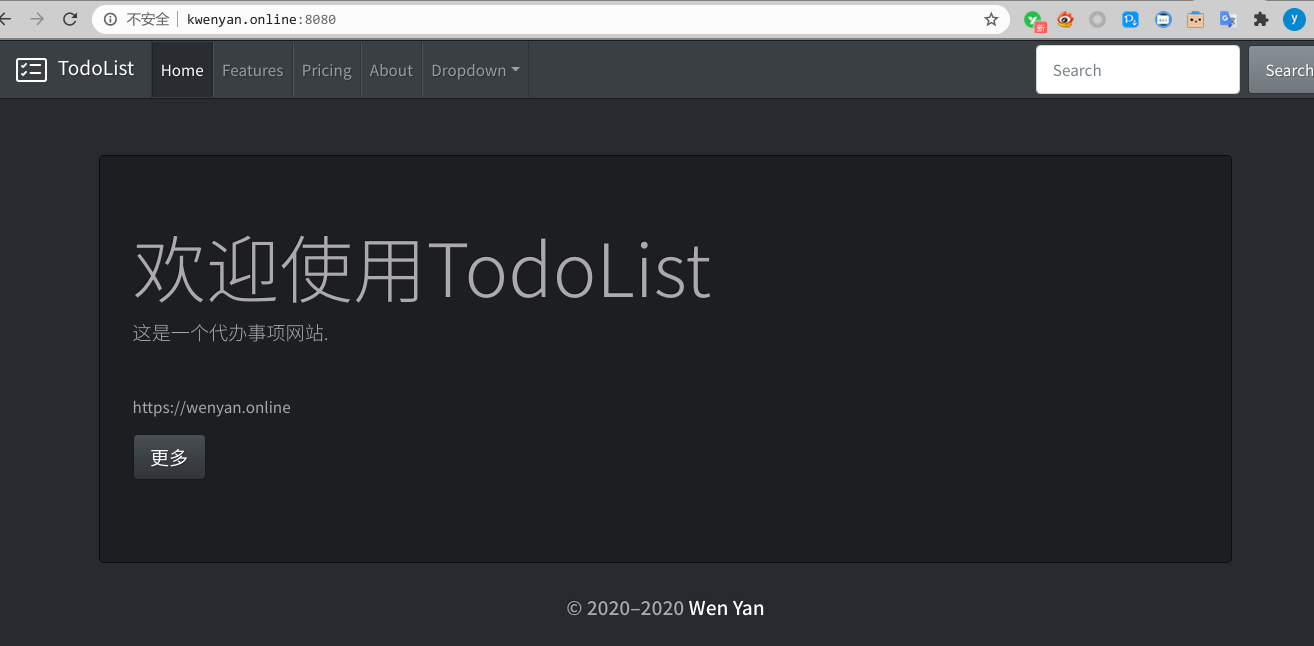 不安全 kwenyan.online:8080
新
y
TodoList Home Features Pricing About Dropdown Search Search
欢迎使用TodoList
这是一个代办事项网站.
https://wenyan.online
更多
© 2020–2020 Wen Yan